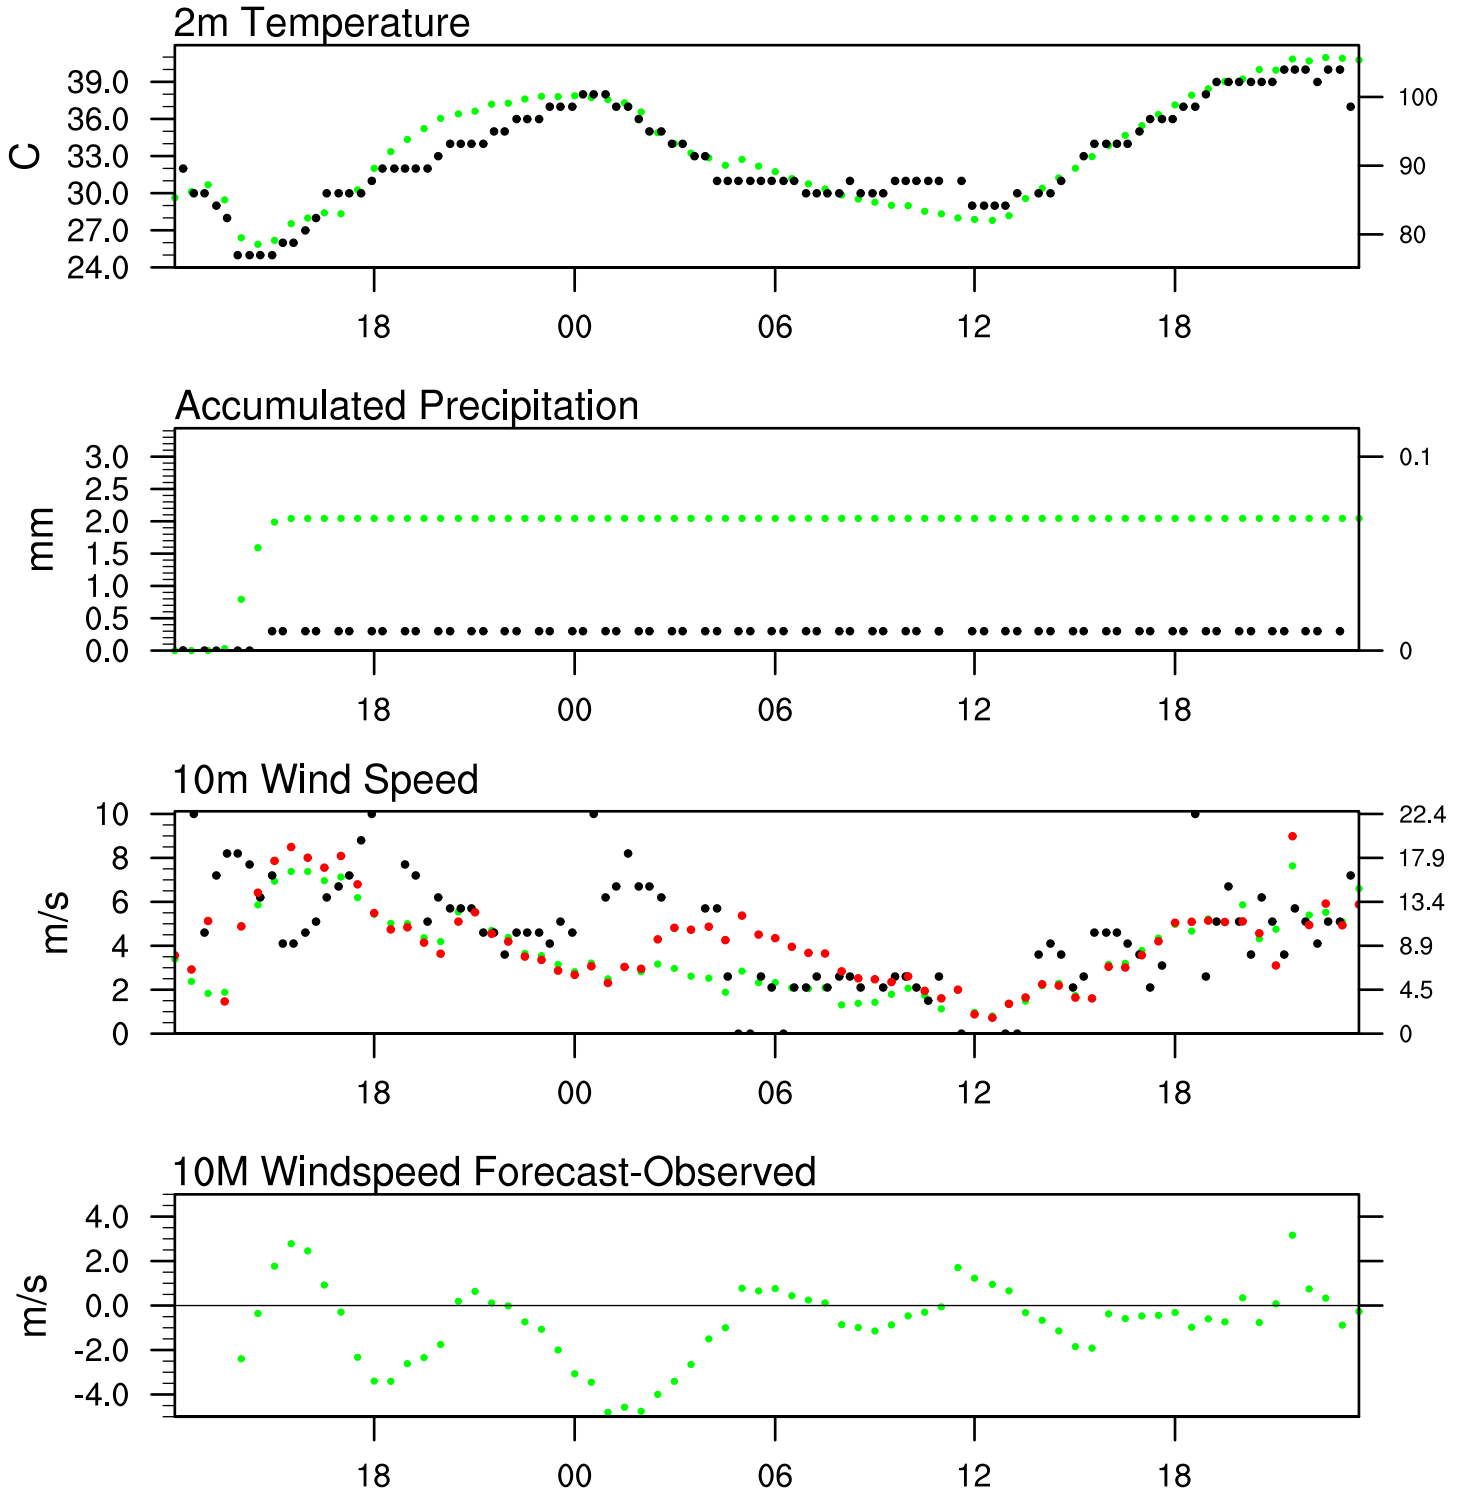 2m Temperature
C
39.0
36.0
33.0
30.0
27.0
24.0
100
90
80
18 00 06 12 18
Accumulated Precipitation
mm
3.0
2.5
2.0
1.5
1.0
0.5
0.0
0.1
0
18 00 06 12 18
10m Wind Speed
m/s
10
8
6
4
2
0
22.4
17.9
13.4
8.9
4.5
0
18 00 06 12 18
10M Windspeed Forecast-Observed
m/s
4.0
2.0
0.0
-2.0
-4.0
18 00 06 12 18